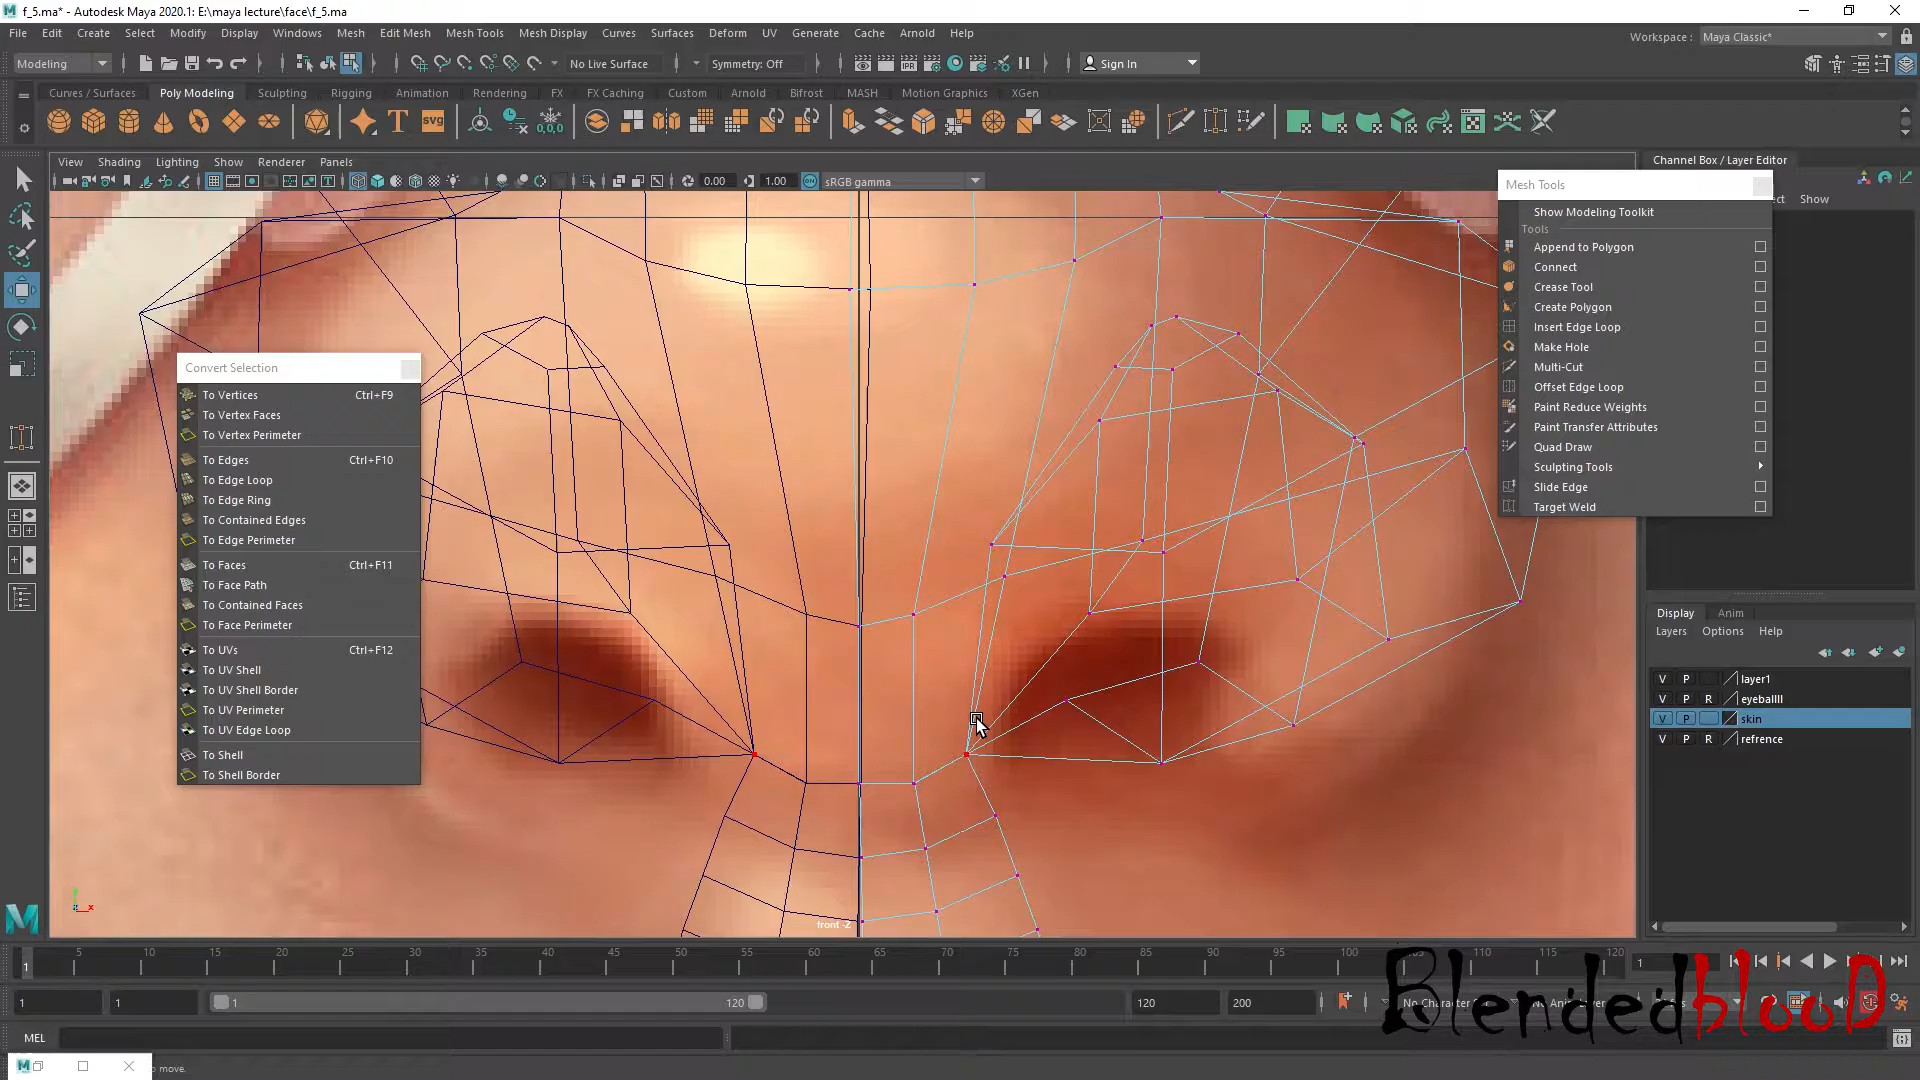 f_5.ma* - Autodesk Maya 2020.1: E:\maya lecture\face\f_5.ma
File Edit Create Select Modify Display Windows Mesh Edit Mesh Mesh Tools Mesh Display Curves Surfaces Deform UV Generate Cache Arnold Help
Workspace : Maya Classic*
Modeling No Live Surface Symmetry: Off Sign In
Curves / Surfaces Poly Modeling Sculpting Rigging Animation Rendering FX FX Caching Custom Arnold Bifrost MASH Motion Graphics XGen
T SVG 0,0,0
View Shading Lighting Show Renderer Panels
0.00 1.00 ON sRGB gamma
Channel Box / Layer Editor
ect Show
Mesh Tools
Show Modeling Toolkit
Tools
Append to Polygon
Connect
Crease Tool
Create Polygon
Insert Edge Loop
Make Hole
Multi-Cut
Offset Edge Loop
Paint Reduce Weights
Paint Transfer Attributes
Quad Draw
Sculpting Tools
Slide Edge
Target Weld
Convert Selection
To Vertices Ctrl+F9
To Vertex Faces
To Vertex Perimeter
To Edges Ctrl+F10
To Edge Loop
To Edge Ring
To Contained Edges
To Edge Perimeter
To Faces Ctrl+F11
To Face Path
To Contained Faces
To Face Perimeter
To UVs Ctrl+F12
To UV Shell
To UV Shell Border
To UV Perimeter
To UV Edge Loop
To Shell
To Shell Border
Display Anim
Layers Options Help
V P layer1
V P R eyeballll
V P skin
V P R refrence
front -Z
1 5 10 15 20 25 30 35 40 45 50 55 60 65 70 75 80 85 90 95 100 105 110 115 120
1
1 1 1 120 120 200
BlendedblooD
MEL
move.